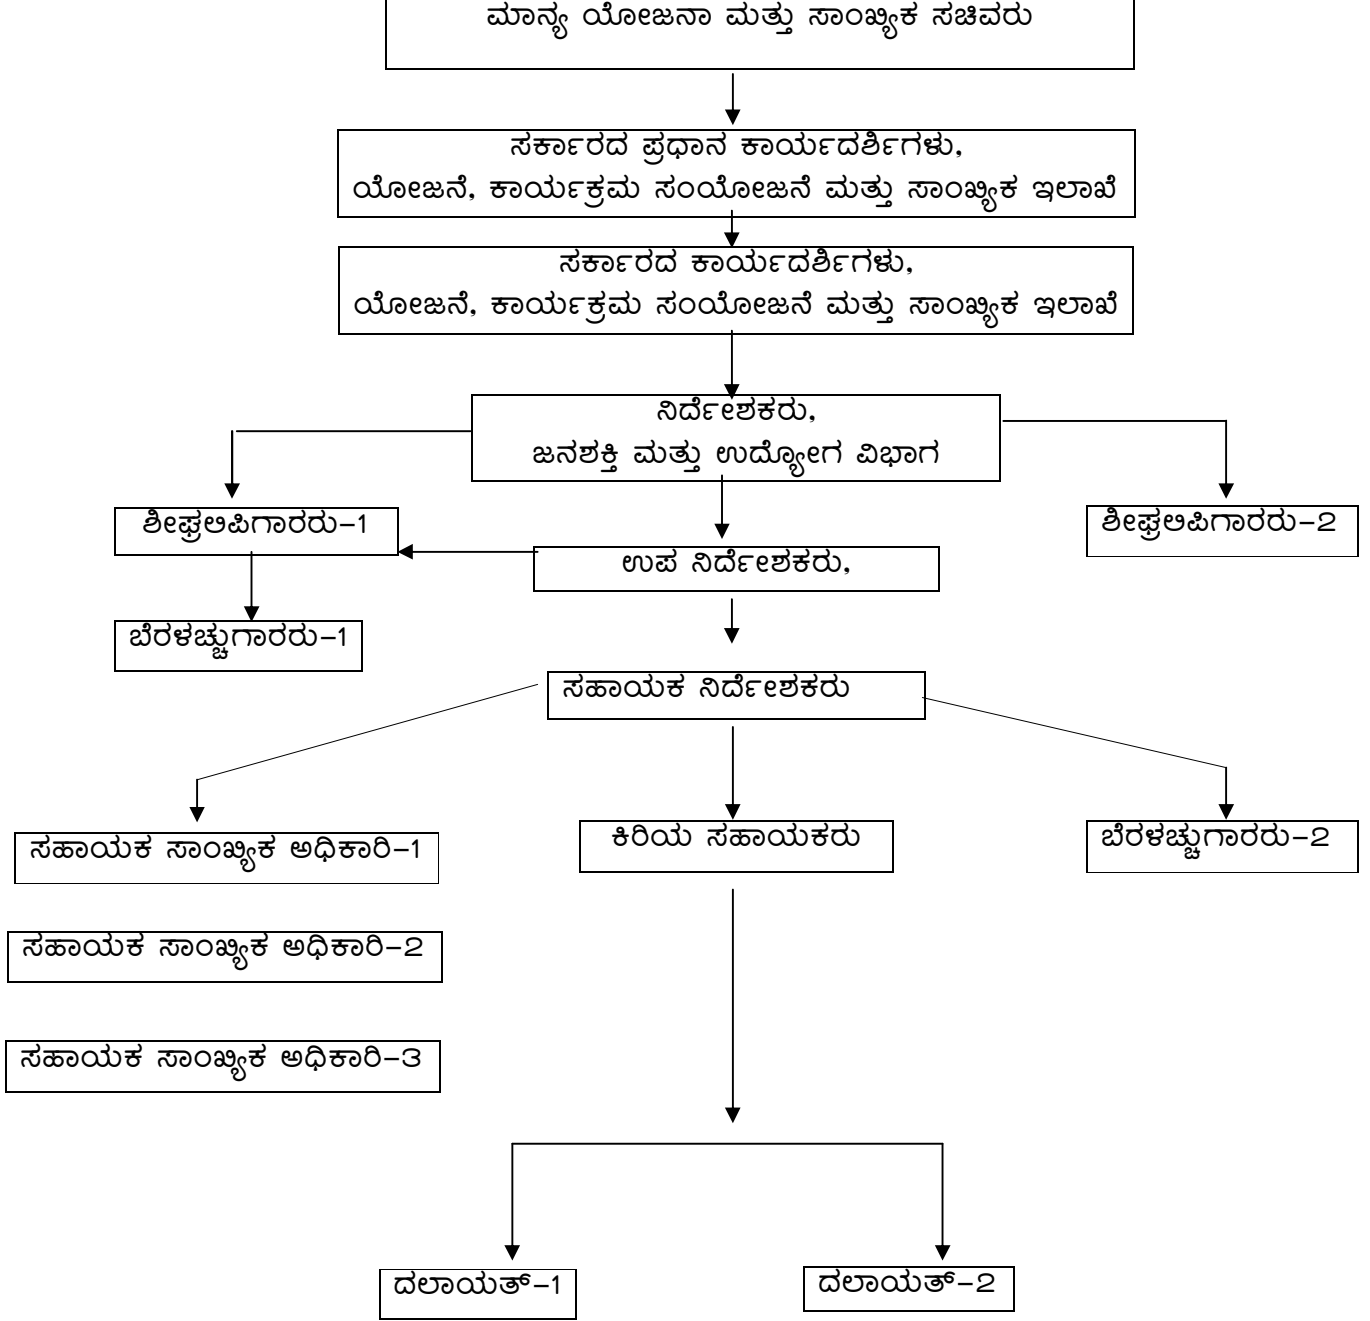 ಮಾನ್ಯ ಯೋಜನಾ ಮತ್ತು ಸಾಂಖ್ಯಿಕ ಸಚಿವರು
ಸರ್ಕಾರದ ಪ್ರಧಾನ ಕಾರ್ಯದರ್ಶಿಗಳು,
ಯೋಜನೆ, ಕಾರ್ಯಕ್ರಮ ಸಂಯೋಜನೆ ಮತ್ತು ಸಾಂಖ್ಯಿಕ ಇಲಾಖೆ
ಸರ್ಕಾರದ ಕಾರ್ಯದರ್ಶಿಗಳು,
ಯೋಜನೆ, ಕಾರ್ಯಕ್ರಮ ಸಂಯೋಜನೆ ಮತ್ತು ಸಾಂಖ್ಯಿಕ ಇಲಾಖೆ
ನಿರ್ದೇಶಕರು,
ಜನಶಕ್ತಿ ಮತ್ತು ಉದ್ಯೋಗ ವಿಭಾಗ
ಶೀಘ್ರಲಿಪಿಗಾರರು-1
ಶೀಘ್ರಲಿಪಿಗಾರರು-2
ಉಪ ನಿರ್ದೇಶಕರು,
ಬೆರಳಚ್ಚುಗಾರರು-1
ಸಹಾಯಕ ನಿರ್ದೇಶಕರು
ಸಹಾಯಕ ಸಾಂಖ್ಯಿಕ ಅಧಿಕಾರಿ-1
ಕಿರಿಯ ಸಹಾಯಕರು
ಬೆರಳಚ್ಚುಗಾರರು-2
ಸಹಾಯಕ ಸಾಂಖ್ಯಿಕ ಅಧಿಕಾರಿ-2
ಸಹಾಯಕ ಸಾಂಖ್ಯಿಕ ಅಧಿಕಾರಿ-3
ದಲಾಯತ್-1
ದಲಾಯತ್-2